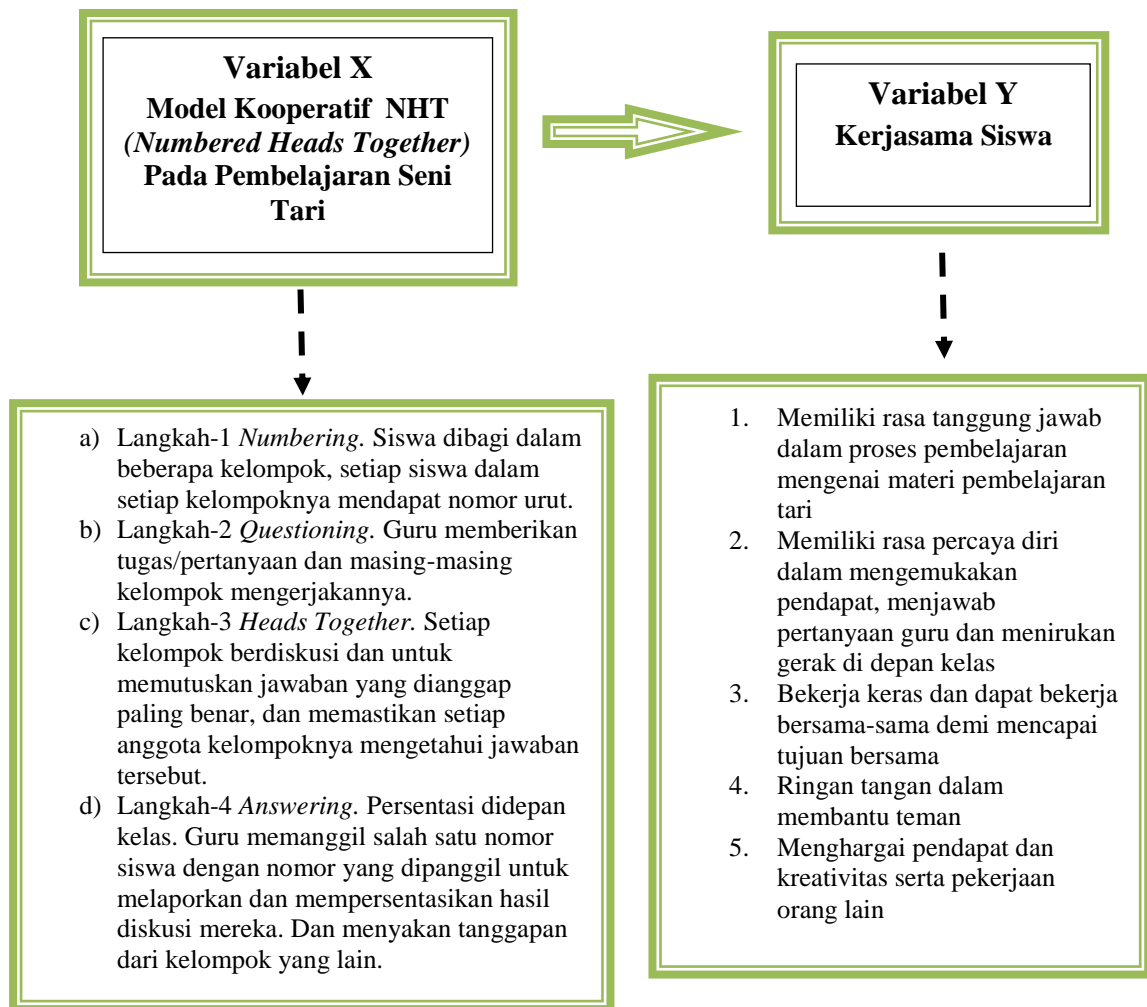 Variabel X
Model Kooperatif NHT
(Numbered Heads Together)
Pada Pembelajaran Seni
Tari
Variabel Y
Kerjasama Siswa
a) Langkah-1 Numbering. Siswa dibagi dalam
beberapa kelompok, setiap siswa dalam
setiap kelompoknya mendapat nomor urut.
b) Langkah-2 Questioning. Guru memberikan
tugas/pertanyaan dan masing-masing
kelompok mengerjakannya.
c) Langkah-3 Heads Together. Setiap
kelompok berdiskusi dan untuk
memutuskan jawaban yang dianggap
paling benar, dan memastikan setiap
anggota kelompoknya mengetahui jawaban
tersebut.
d) Langkah-4 Answering. Persentasi didepan
kelas. Guru memanggil salah satu nomor
siswa dengan nomor yang dipanggil untuk
melaporkan dan mempersentasikan hasil
diskusi mereka. Dan menyakan tanggapan
dari kelompok yang lain.
1. Memiliki rasa tanggung jawab
dalam proses pembelajaran
mengenai materi pembelajaran
tari
2. Memiliki rasa percaya diri
dalam mengemukakan
pendapat, menjawab
pertanyaan guru dan menirukan
gerak di depan kelas
3. Bekerja keras dan dapat bekerja
bersama-sama demi mencapai
tujuan bersama
4. Ringan tangan dalam
membantu teman
5. Menghargai pendapat dan
kreativitas serta pekerjaan
orang lain